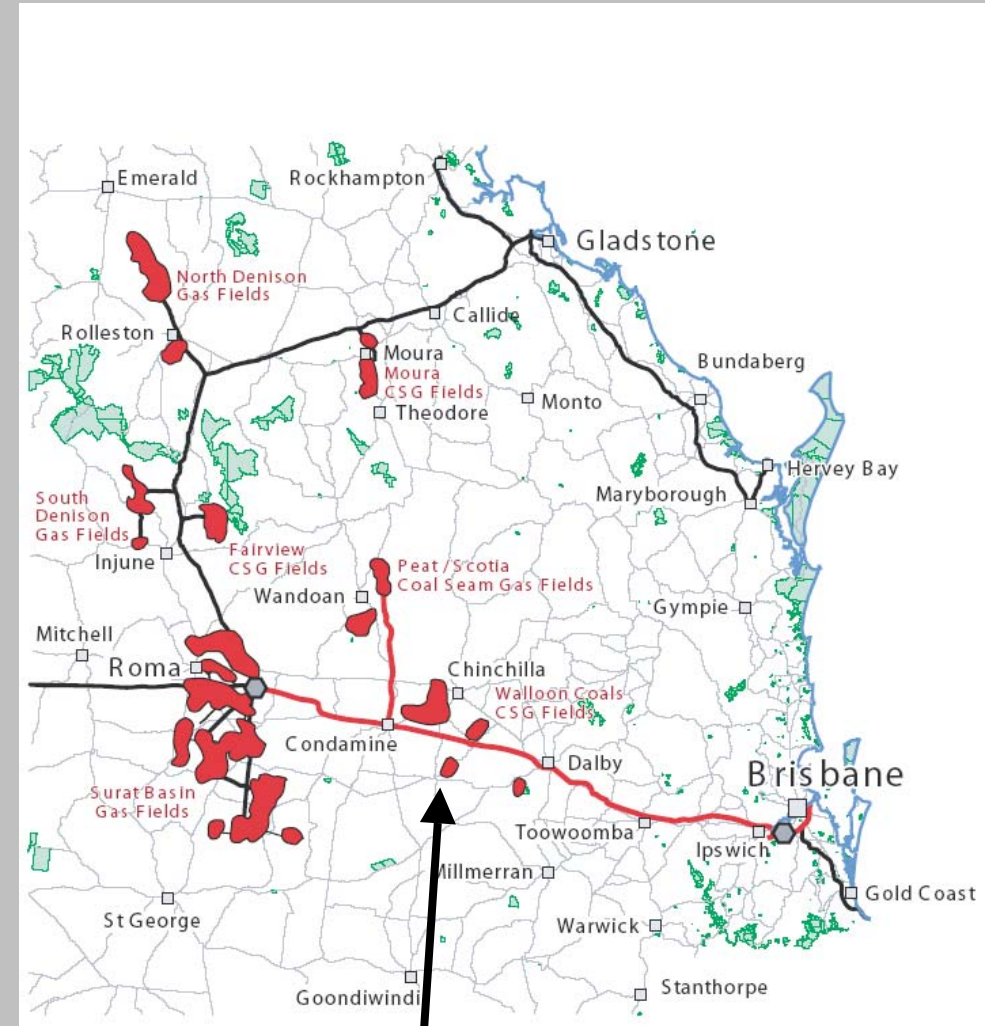 Emerald
Rockhampton
Gladstone
North Denison
Gas Fields
Rolleston
Callide
Moura
Moura
CSG Fields
Theodore
Monto
Bundaberg
Hervey Bay
Maryborough
South
Denison
Gas Fields
Injune
Fairview
CSG Fields
Peat/Scotia
Coal Seam Gas Fields
Wandoan
Gympie
Mitchell
Roma
Chinchilla
Walloon Coals
CSG Fields
Condamine
Dalby
Brisbane
Surat Basin
Gas Fields
Toowoomba
Ipswich
Millmerran
Gold Coast
St George
Warwick
Goondiwindi
Stanthorpe